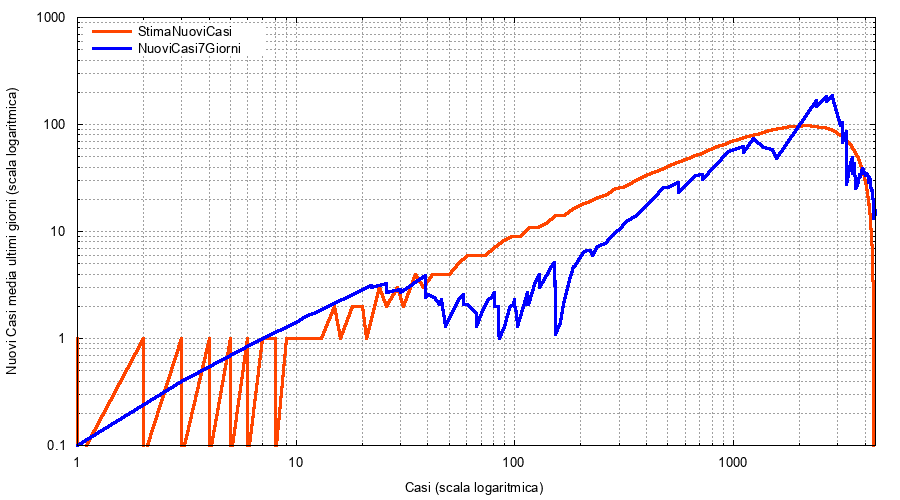 1000
StimaNuoviCasi
NuoviCasi7Giorni
100
10
1
0.1
Nuovi Casi media ultimi giorni (scala logaritmica)
1 10 100 1000
Casi (scala logaritmica)